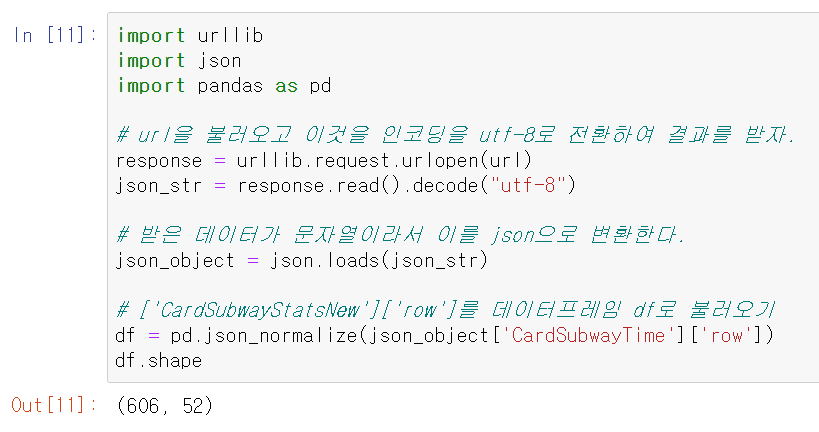 In [11]: import urllib
import json
import pandas as pd
# url을 불러오고 이것을 인코딩을 utf-8로 전환하여 결과를 받자.
response = urllib.request.urlopen(url)
json_str = response.read().decode("utf-8")
# 받은 데이터가 문자열이라서 이를 json으로 변환한다.
json_object = json.loads(json_str)
# ['CardSubwayStatsNew']['row']를 데이터프레임 df로 불러오기
df = pd.json_normalize(json_object['CardSubwayTime']['row'])
df.shape
Out[11]: (606, 52)